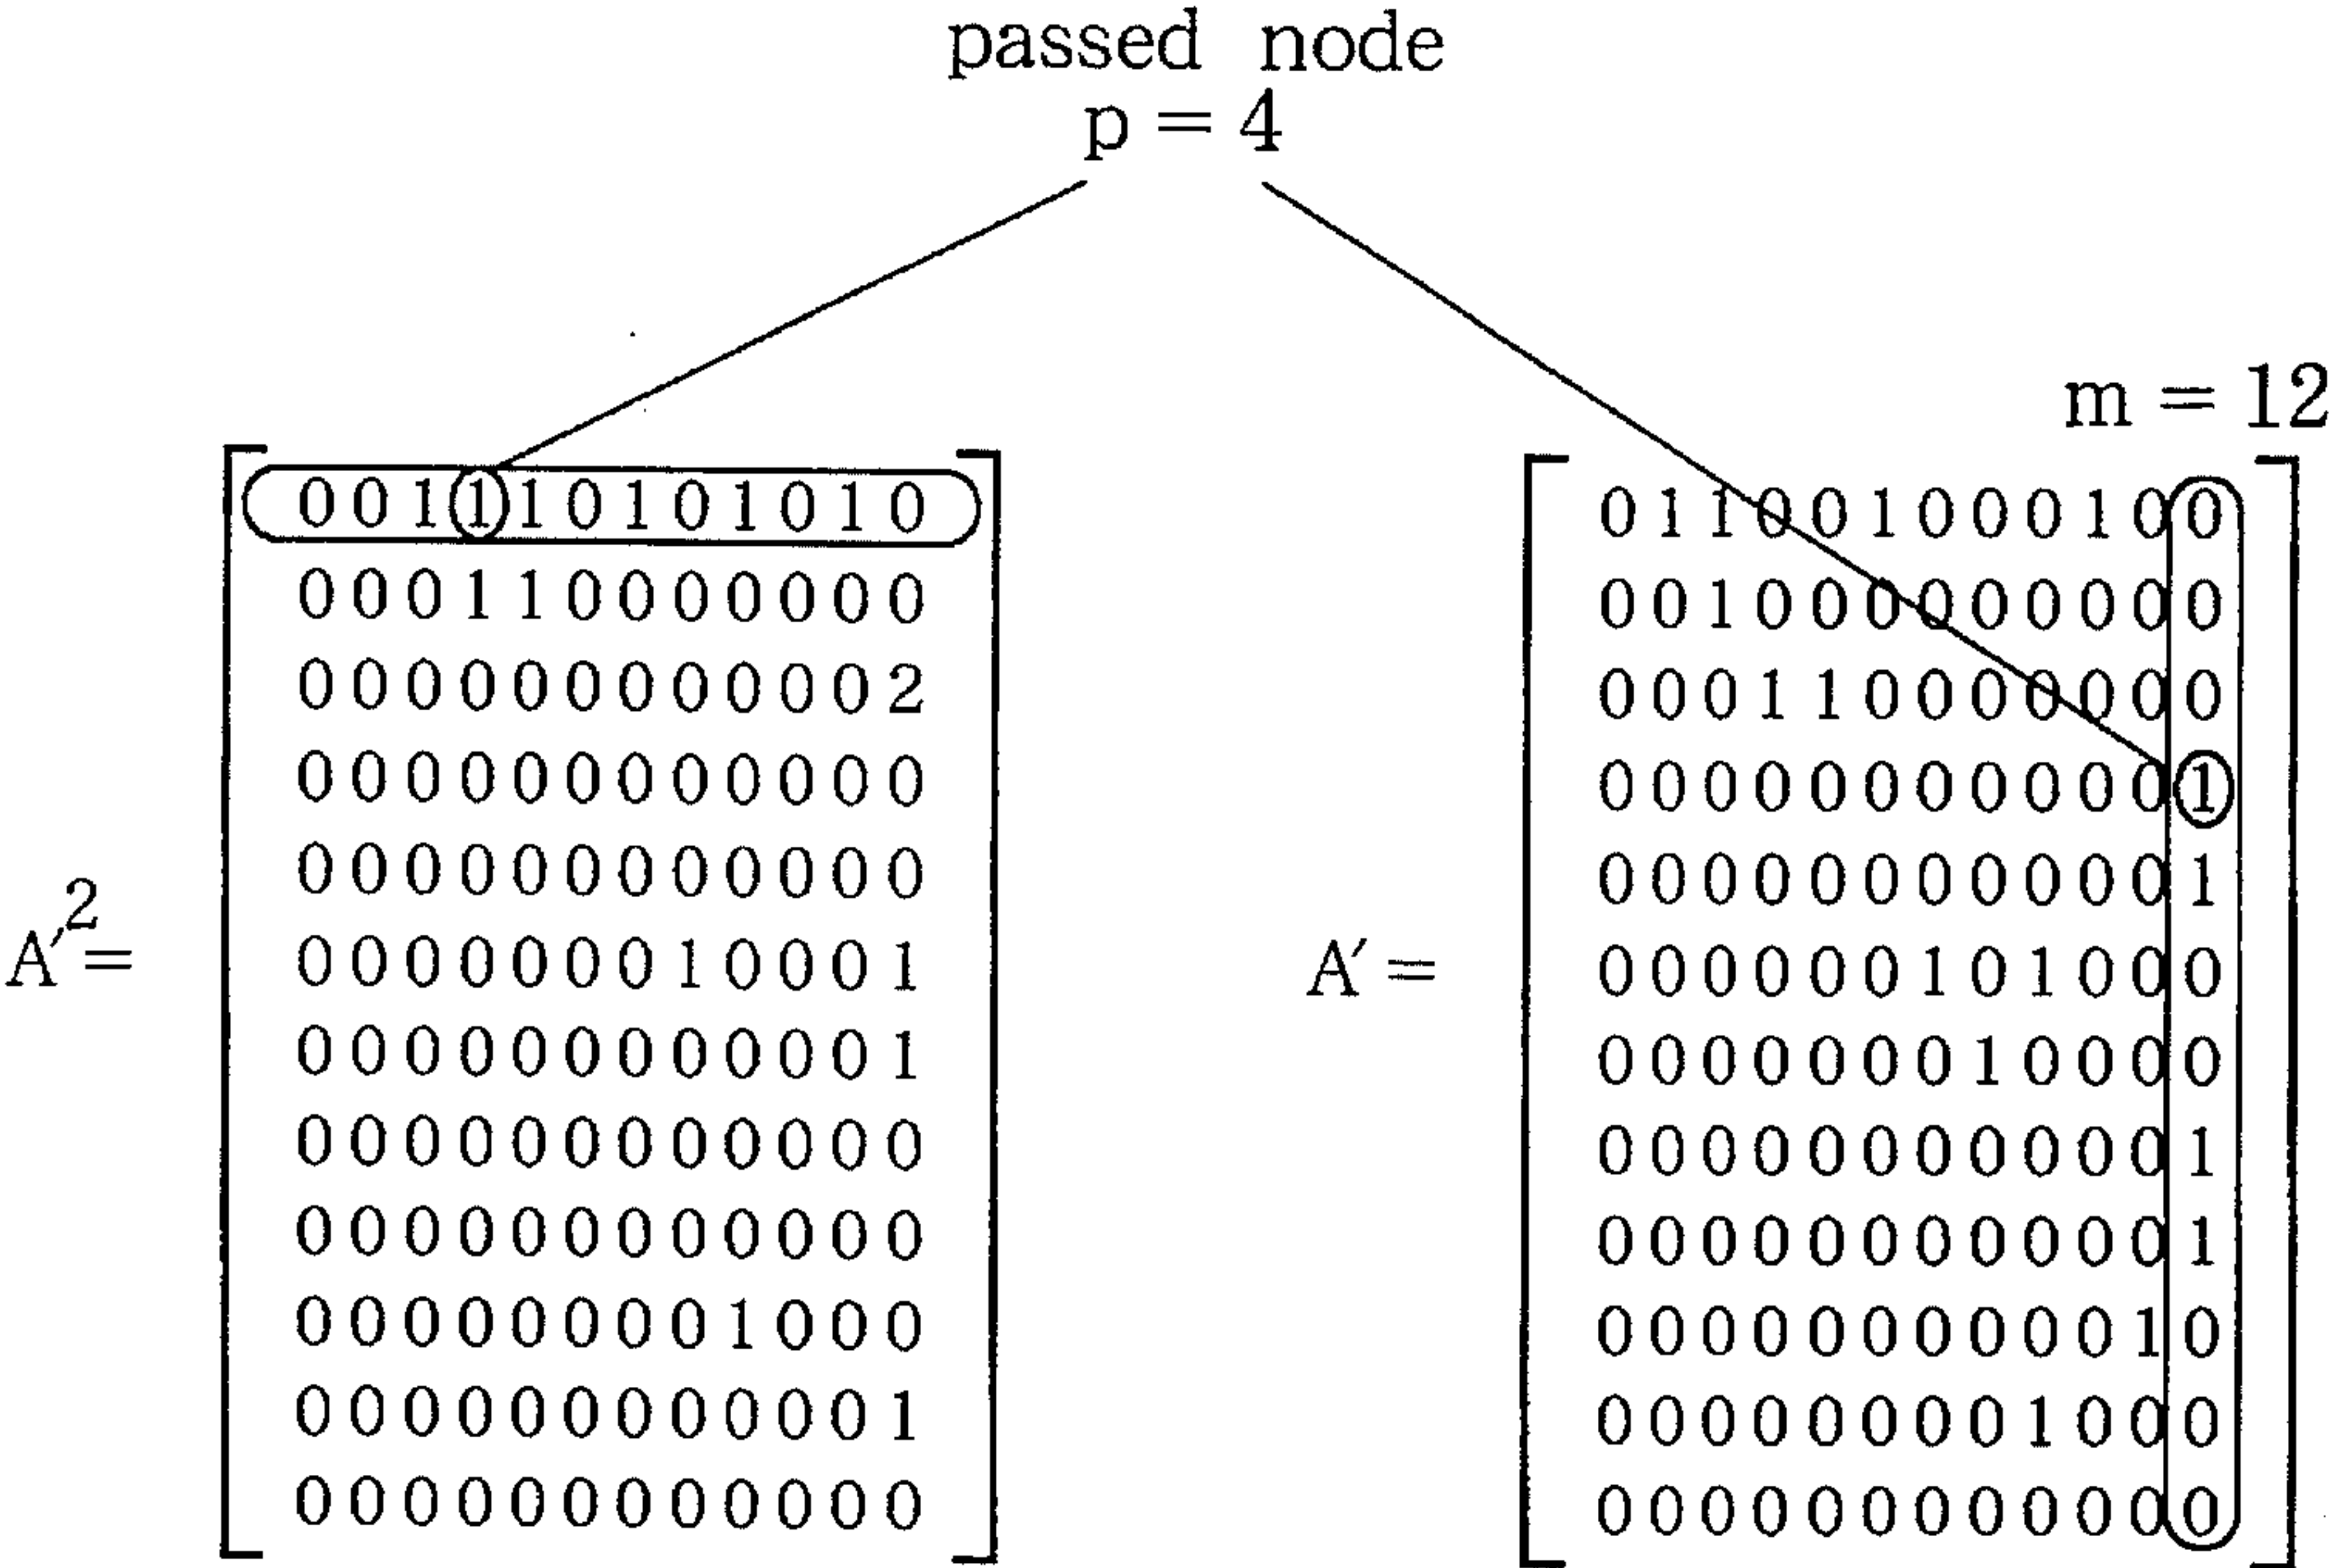 passed node
p = 4
m = 12
A′²=
0 0 1 1 1 0 1 0 1 0 1 0
0 0 0 1 1 0 0 0 0 0 0 0
0 0 0 0 0 0 0 0 0 0 0 2
0 0 0 0 0 0 0 0 0 0 0 0
0 0 0 0 0 0 0 0 0 0 0 0
0 0 0 0 0 0 0 1 0 0 0 1
0 0 0 0 0 0 0 0 0 0 0 1
0 0 0 0 0 0 0 0 0 0 0 0
0 0 0 0 0 0 0 0 0 0 0 0
0 0 0 0 0 0 0 0 1 0 0 0
0 0 0 0 0 0 0 0 0 0 0 1
0 0 0 0 0 0 0 0 0 0 0 0
A′ =
0 1 1 0 0 1 0 0 0 1 0 0
0 0 1 0 0 0 0 0 0 0 0 0
0 0 0 1 1 0 0 0 0 0 0 0
0 0 0 0 0 0 0 0 0 0 0 1
0 0 0 0 0 0 0 0 0 0 0 1
0 0 0 0 0 0 1 0 1 0 0 0
0 0 0 0 0 0 0 1 0 0 0 0
0 0 0 0 0 0 0 0 0 0 0 1
0 0 0 0 0 0 0 0 0 0 0 1
0 0 0 0 0 0 0 0 0 0 1 0
0 0 0 0 0 0 0 0 1 0 0 0
0 0 0 0 0 0 0 0 0 0 0 0